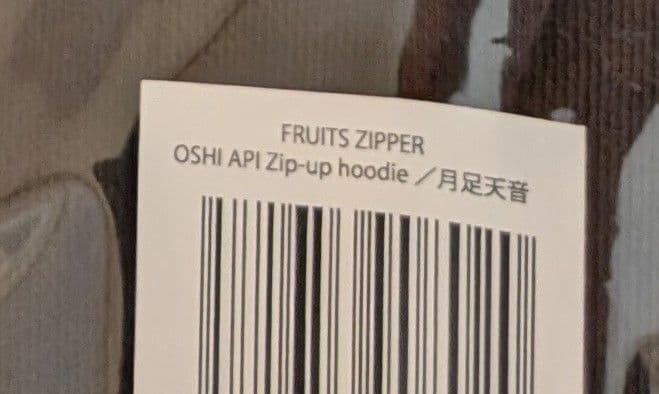 FRUITS ZIPPER
OSHI API Zip-up hoodie ／月足天音